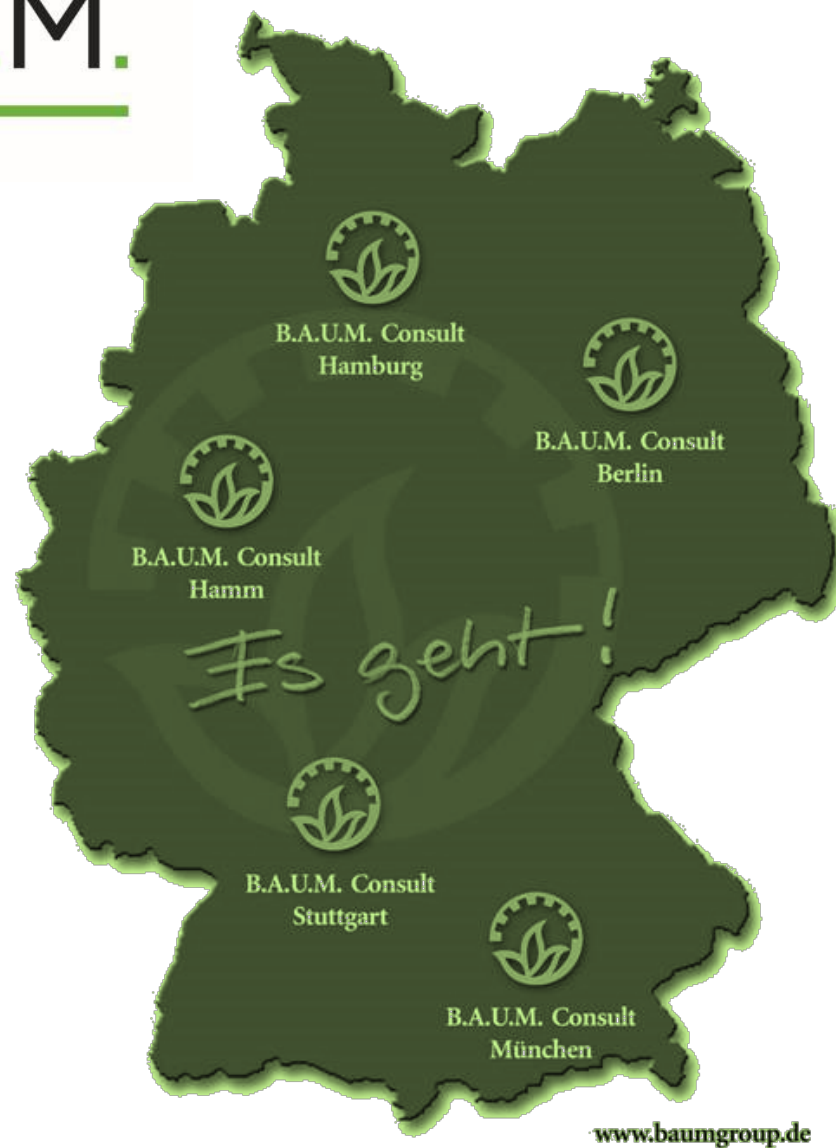 M.
B.A.U.M. Consult
Hamburg
B.A.U.M. Consult
Berlin
B.A.U.M. Consult
Hamm
Es geht!
B.A.U.M. Consult
Stuttgart
B.A.U.M. Consult
München
www.baumgroup.de